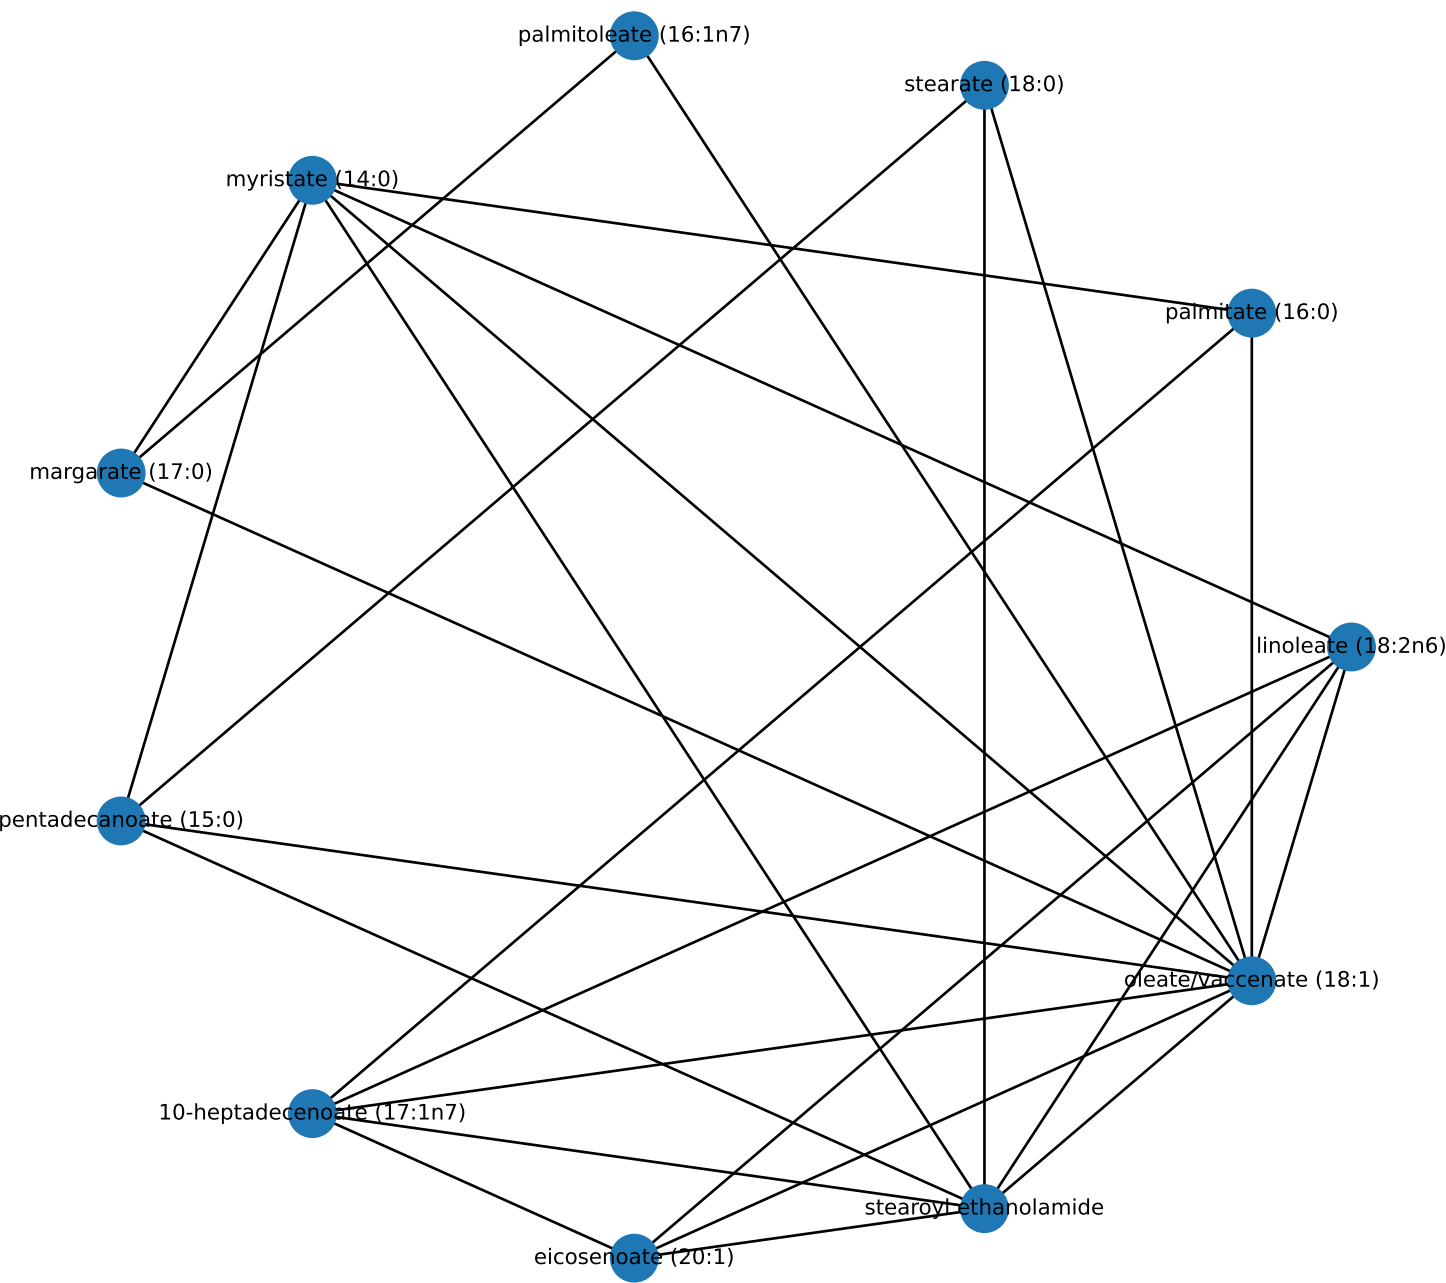 palmitoleate (16:1n7)
stearate (18:0)
myristate (14:0)
palmitate (16:0)
margarate (17:0)
linoleate (18:2n6)
pentadecanoate (15:0)
oleate/vaccenate (18:1)
10-heptadecenoate (17:1n7)
stearoyl ethanolamide
eicosenoate (20:1)